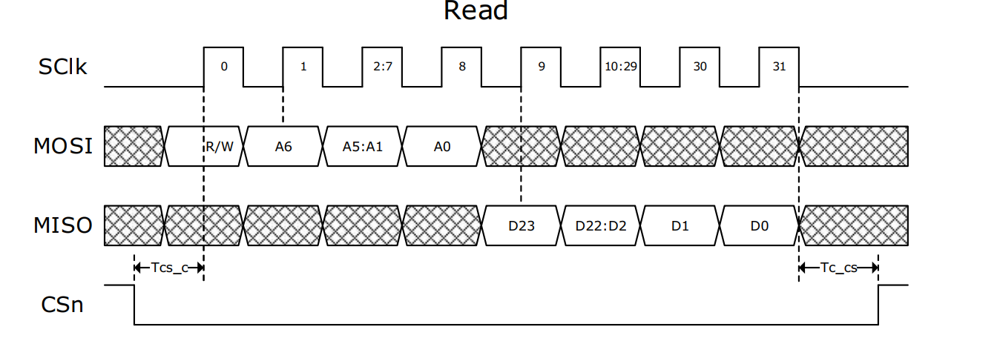 Read
SClk 0 1 2:7 8 9 10:29 30 31
MOSI R/W A6 A5:A1 A0
MISO D23 D22:D2 D1 D0
Tcs_c Tc_cs
CSn